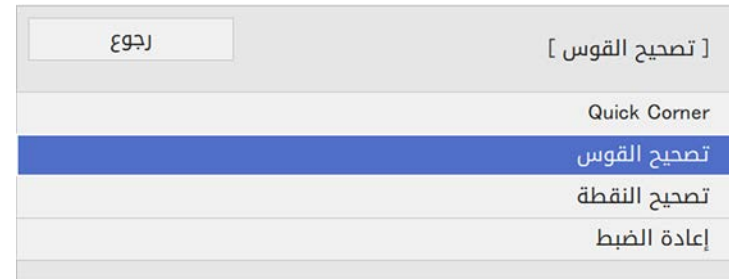 [ تصحيح القوس ]
رجوع
Quick Corner
تصحيح القوس
تصحيح النقطة
إعادة الضبط